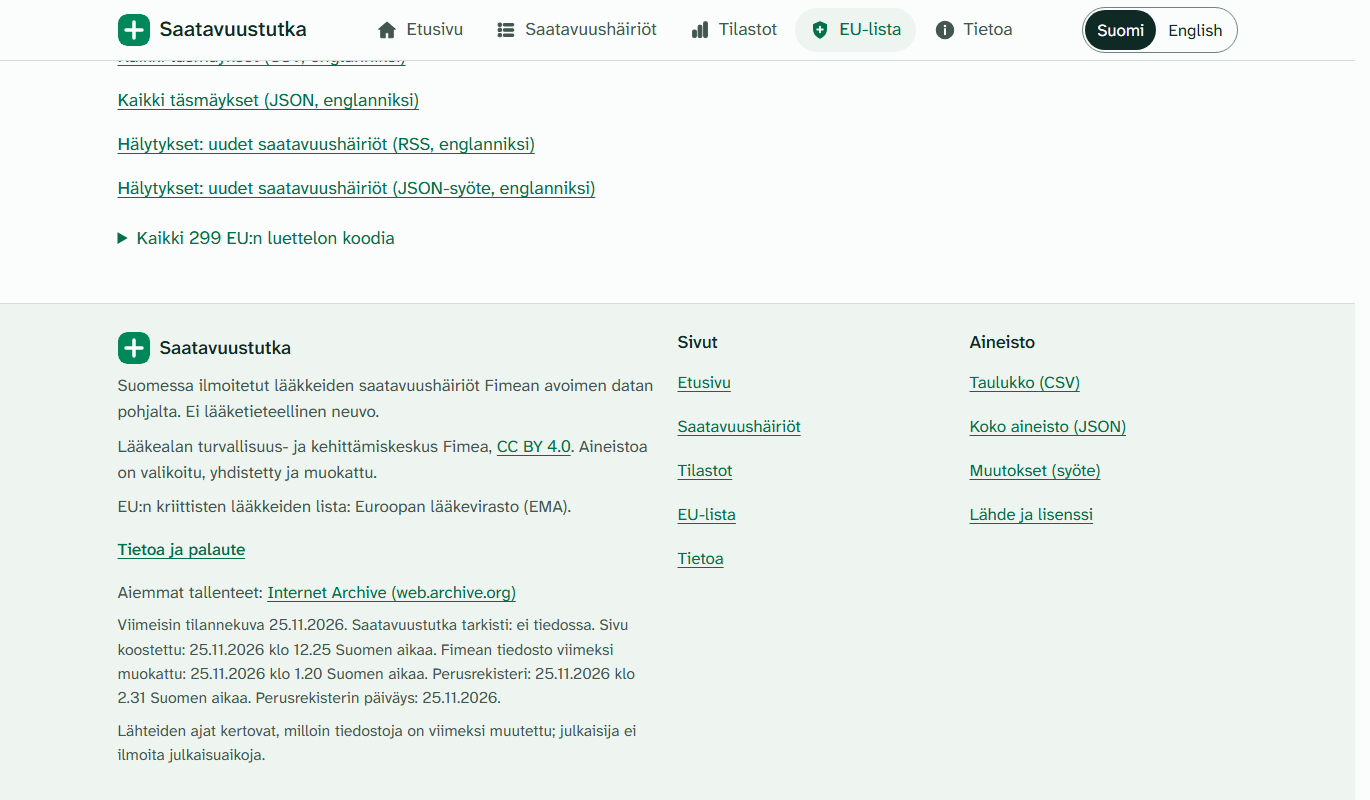 Saatavuustutka
Etusivu
Saatavuushäiriöt
Tilastot
EU-lista
Tietoa
Suomi
English
Kaikki täsmäykset (CSV, englanniksi)
Kaikki täsmäykset (JSON, englanniksi)
Hälytykset: uudet saatavuushäiriöt (RSS, englanniksi)
Hälytykset: uudet saatavuushäiriöt (JSON-syöte, englanniksi)
Kaikki 299 EU:n luettelon koodia
Saatavuustutka
Suomessa ilmoitetut lääkkeiden saatavuushäiriöt Fimean avoimen datan
pohjalta. Ei lääketieteellinen neuvo.
Lääkealan turvallisuus- ja kehittämiskeskus Fimea, CC BY 4.0. Aineistoa
on valikoitu, yhdistetty ja muokattu.
EU:n kriittisten lääkkeiden lista: Euroopan lääkevirasto (EMA).
Tietoa ja palaute
Aiemmat tallenteet: Internet Archive (web.archive.org)
Viimeisin tilannekuva 25.11.2026. Saatavuustutka tarkisti: ei tiedossa. Sivu
koostettu: 25.11.2026 klo 12.25 Suomen aikaa. Fimean tiedosto viimeksi
muokattu: 25.11.2026 klo 1.20 Suomen aikaa. Perusrekisteri: 25.11.2026 klo
2.31 Suomen aikaa. Perusrekisterin päiväys: 25.11.2026.
Lähteiden ajat kertovat, milloin tiedostoja on viimeksi muutettu; julkaisija ei
ilmoita julkaisuaikoja.
Sivut
Etusivu
Saatavuushäiriöt
Tilastot
EU-lista
Tietoa
Aineisto
Taulukko (CSV)
Koko aineisto (JSON)
Muutokset (syöte)
Lähde ja lisenssi